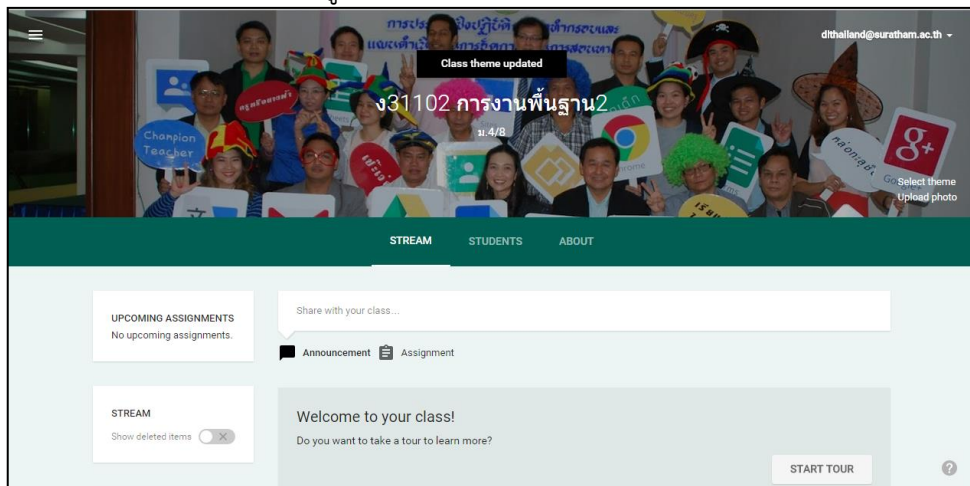 dlthailand@suratham.ac.th
Class theme updated
ง31102 การงานพื้นฐาน2
ม.4/8
Chanpion
Teacher
g+
Select theme
Upload photo
STREAM
STUDENTS
ABOUT
UPCOMING ASSIGNMENTS
No upcoming assignments.
Share with your class...
Announcement
Assignment
STREAM
Show deleted items
Welcome to your class!
Do you want to take a tour to learn more?
START TOUR